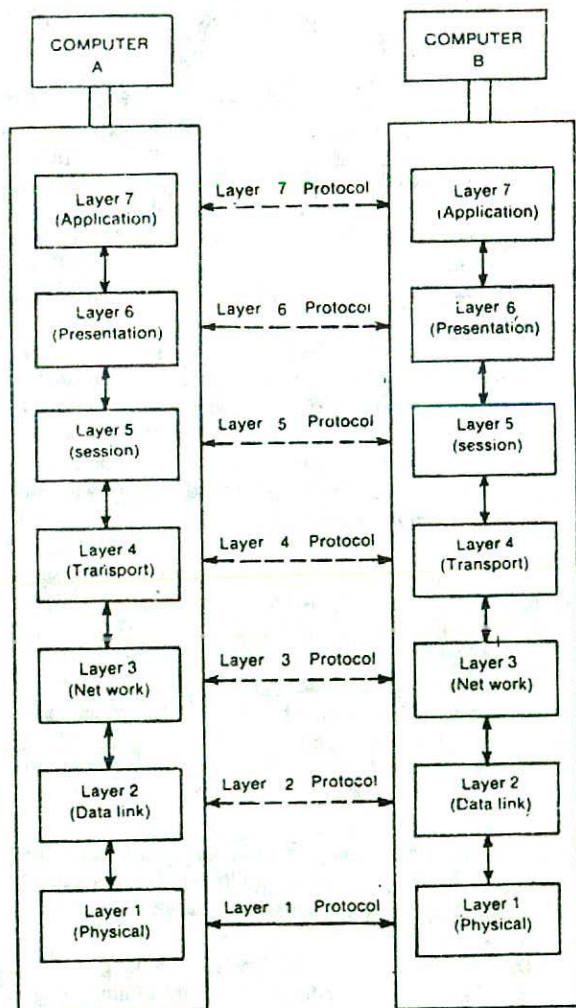 COMPUTER
A
COMPUTER
B
Layer 7
(Application)
Layer 7 Protocol
Layer 7
(Application)
Layer 6
(Presentation)
Layer 6 Protocol
Layer 6
(Presentation)
Layer 5
(session)
Layer 5 Protocol
Layer 5
(session)
Layer 4
(Transport)
Layer 4 Protocol
Layer 4
(Transport)
Layer 3
(Net work)
Layer 3 Protocol
Layer 3
(Net work)
Layer 2
(Data link)
Layer 2 Protocol
Layer 2
(Data link)
Layer 1
(Physical)
Layer 1 Protocol
Layer 1
(Physical)